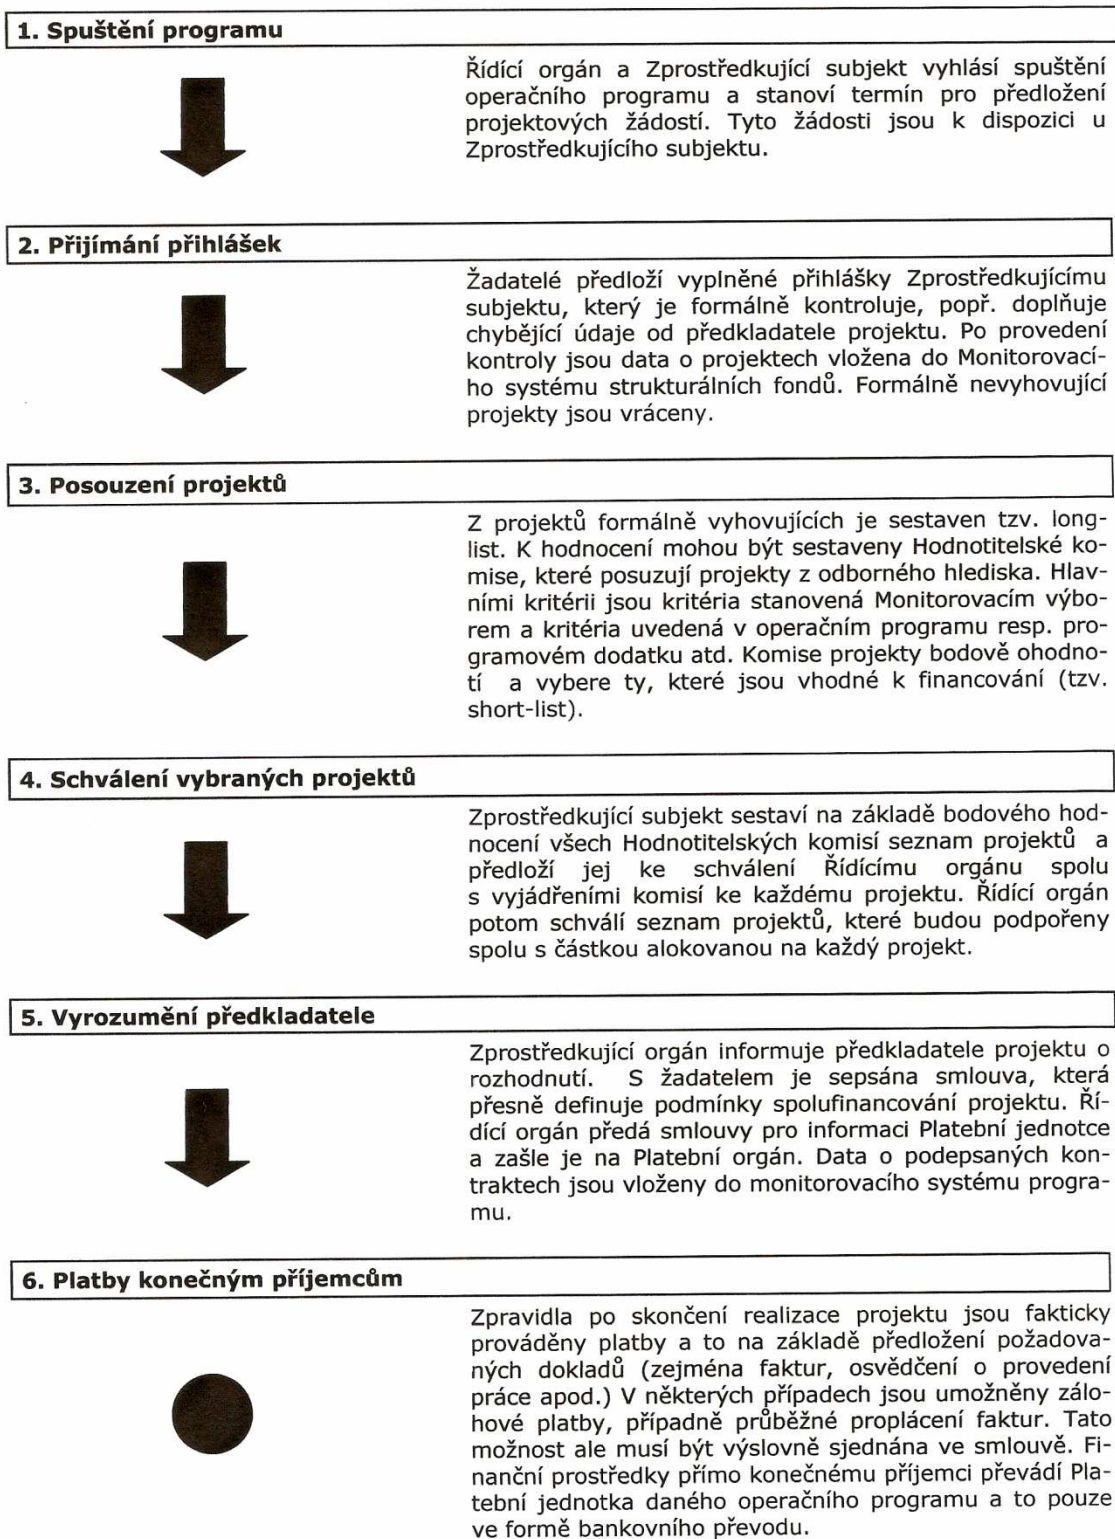 1. Spuštění programu
Řídící orgán a Zprostředkující subjekt vyhlásí spuštění
operačního programu a stanoví termín pro předložení
projektových žádostí. Tyto žádosti jsou k dispozici u
Zprostředkujícího subjektu.
2. Přijímání přihlášek
Žadatelé předloží vyplněné přihlášky Zprostředkujícímu
subjektu, který je formálně kontroluje, popř. doplňuje
chybějící údaje od předkladatele projektu. Po provedení
kontroly jsou data o projektech vložena do Monitorovací-
ho systému strukturálních fondů. Formálně nevyhovující
projekty jsou vráceny.
3. Posouzení projektů
Z projektů formálně vyhovujících je sestaven tzv. long-
list. K hodnocení mohou být sestaveny Hodnotitelské ko-
mise, které posuzují projekty z odborného hlediska. Hlav-
ními kritérii jsou kritéria stanovená Monitorovacím výbo-
rem a kritéria uvedená v operačním programu resp. pro-
gramovém dodatku atd. Komise projekty bodově ohodno-
tí a vybere ty, které jsou vhodné k financování (tzv.
short-list).
4. Schválení vybraných projektů
Zprostředkující subjekt sestaví na základě bodového hod-
nocení všech Hodnotitelských komisí seznam projektů a
předloží jej ke schválení Řídícímu orgánu spolu
s vyjádřeními komisí ke každému projektu. Řídící orgán
potom schválí seznam projektů, které budou podpořeny
spolu s částkou alokovanou na každý projekt.
5. Vyrozumění předkladatele
Zprostředkující orgán informuje předkladatele projektu o
rozhodnutí. S žadatelem je sepsána smlouva, která
přesně definuje podmínky spolufinancování projektu. Ří-
dící orgán předá smlouvy pro informaci Platební jednotce
a zašle je na Platební orgán. Data o podepsaných kon-
traktech jsou vloženy do monitorovacího systému progra-
mu.
6. Platby konečným příjemcům
Zpravidla po skončení realizace projektu jsou fakticky
prováděny platby a to na základě předložení požadova-
ných dokladů (zejména faktur, osvědčení o provedení
práce apod.) V některých případech jsou umožněny zálo-
hové platby, případně průběžné proplácení faktur. Tato
možnost ale musí být výslovně sjednána ve smlouvě. Fi-
nanční prostředky přímo konečnému příjemci převádí Pla-
tební jednotka daného operačního programu a to pouze
ve formě bankovního převodu.